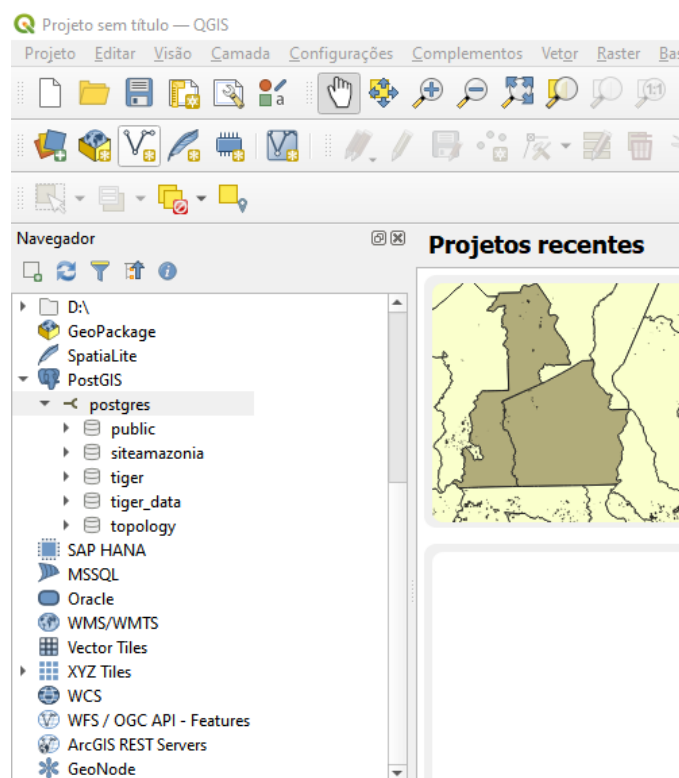 Projeto sem título — QGIS
Projeto Editar Visão Camada Configurações Complementos Vetor Raster
a
1:1
Navegador
Projetos recentes
D:\
GeoPackage
SpatiaLite
PostGIS
postgres
public
siteamazonia
tiger
tiger_data
topology
SAP HANA
MSSQL
Oracle
WMS/WMTS
Vector Tiles
XYZ Tiles
WCS
WFS / OGC API - Features
ArcGIS REST Servers
GeoNode